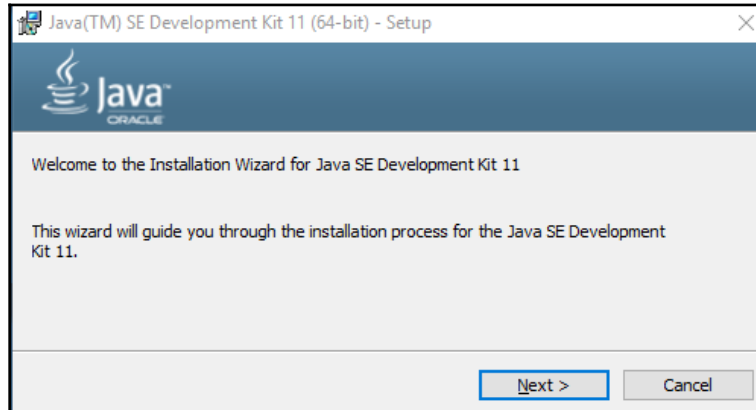 Java(TM) SE Development Kit 11 (64-bit) - Setup
Java™
ORACLE
Welcome to the Installation Wizard for Java SE Development Kit 11
This wizard will guide you through the installation process for the Java SE Development
Kit 11.
Next > Cancel